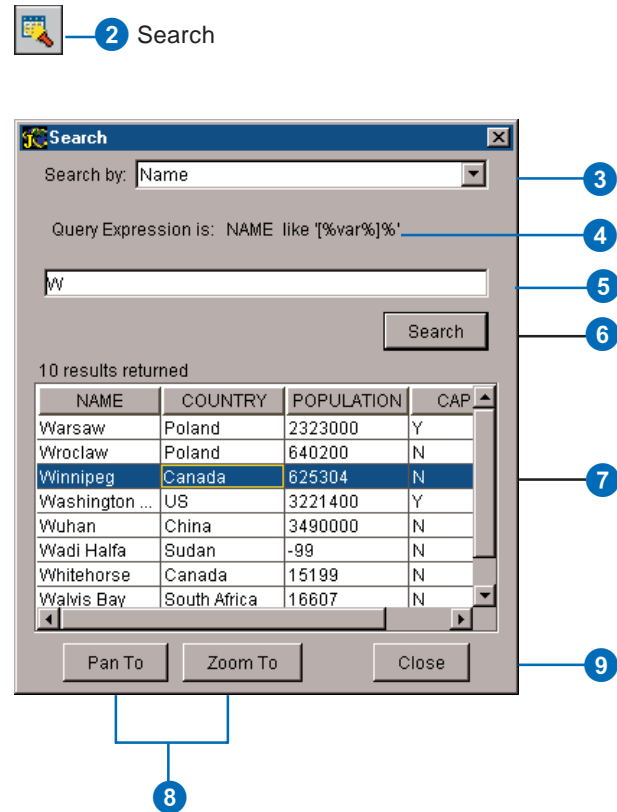 2 Search
Search
Search by: Name
3
Query Expression is: NAME like '[%var%]%'
4
W
5
Search
6
10 results returned
NAME COUNTRY POPULATION CAP
Warsaw Poland 2323000 Y
Wroclaw Poland 640200 N
Winnipeg Canada 625304 N
7
Washington ... US 3221400 Y
Wuhan China 3490000 N
Wadi Halfa Sudan -99 N
Whitehorse Canada 15199 N
Walvis Bay South Africa 16607 N
Pan To Zoom To Close
9
8